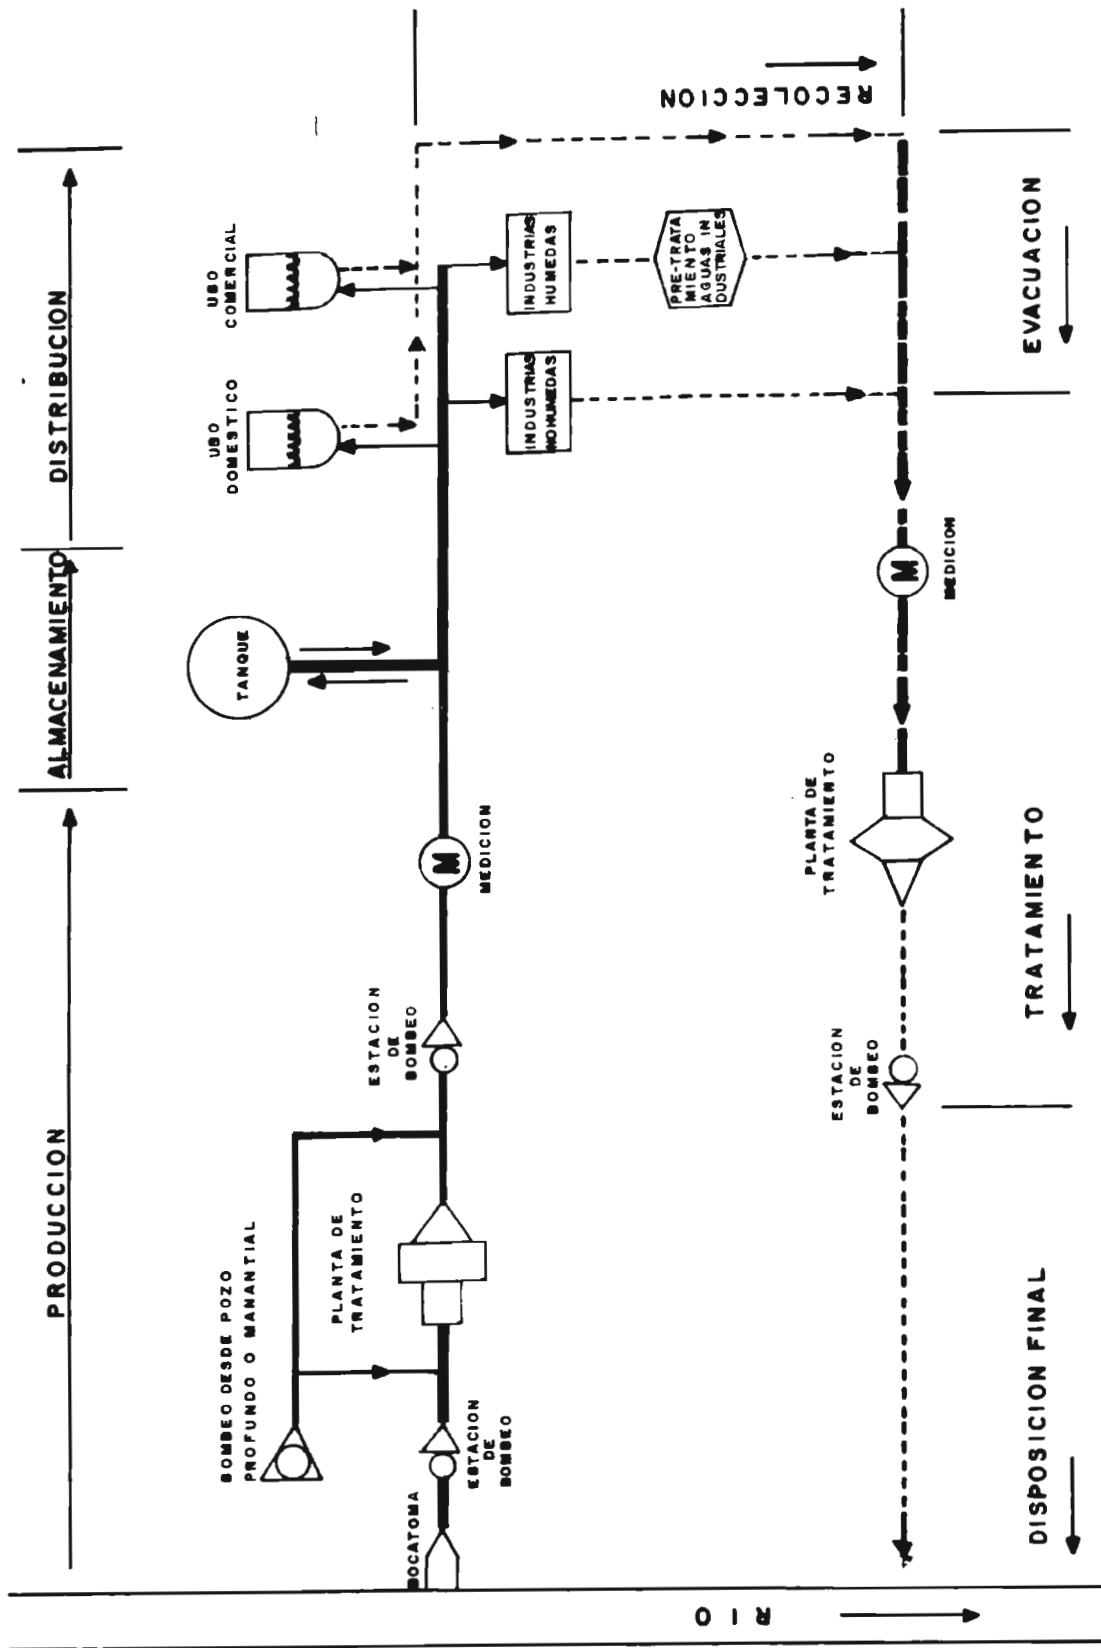 PRODUCCION
ALMACENAMIENTO
DISTRIBUCION
BOMBEO DESDE POZO
PROFUNDO O MANANTIAL
PLANTA DE
TRATAMIENTO
BOCATOMA
ESTACION
DE
BOMBEO
ESTACION
DE
BOMBEO
M
MEDICION
TANQUE
USO
DOMESTICO
USO
COMERCIAL
INDUSTRIAS
NO HUMEDAS
INDUSTRIAS
HUMEDAS
PRE-TRATA
MIENTO
AGUAS IN
DUSTRIALES
RECOLECCION
M
MEDICION
PLANTA DE
TRATAMIENTO
ESTACION
DE
BOMBEO
EVACUACION
TRATAMIENTO
DISPOSICION FINAL
RIO